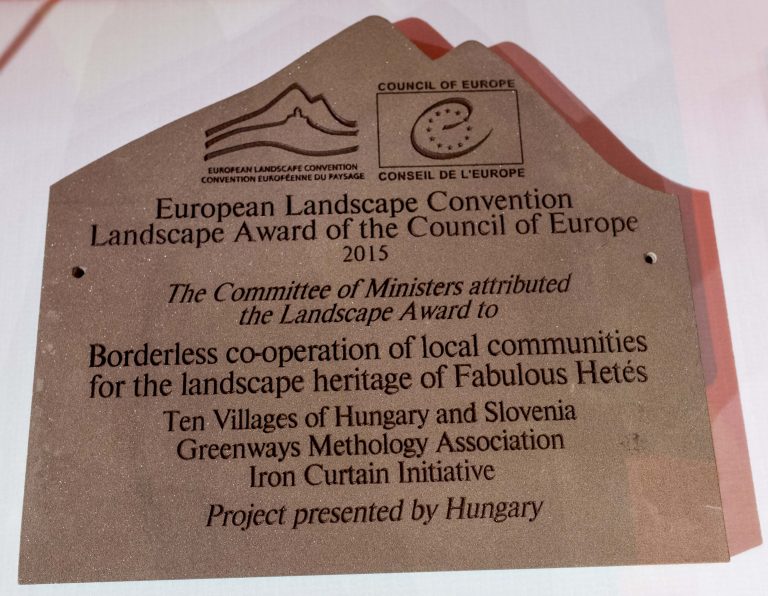 COUNCIL OF EUROPE
EUROPEAN LANDSCAPE CONVENTION
CONVENTION EUROPÉENNE DU PAYSAGE
CONSEIL DE L'EUROPE
European Landscape Convention
Landscape Award of the Council of Europe
2015
The Committee of Ministers attributed
the Landscape Award to
Borderless co-operation of local communities
for the landscape heritage of Fabulous Hetés
Ten Villages of Hungary and Slovenia
Greenways Methology Association
Iron Curtain Initiative
Project presented by Hungary